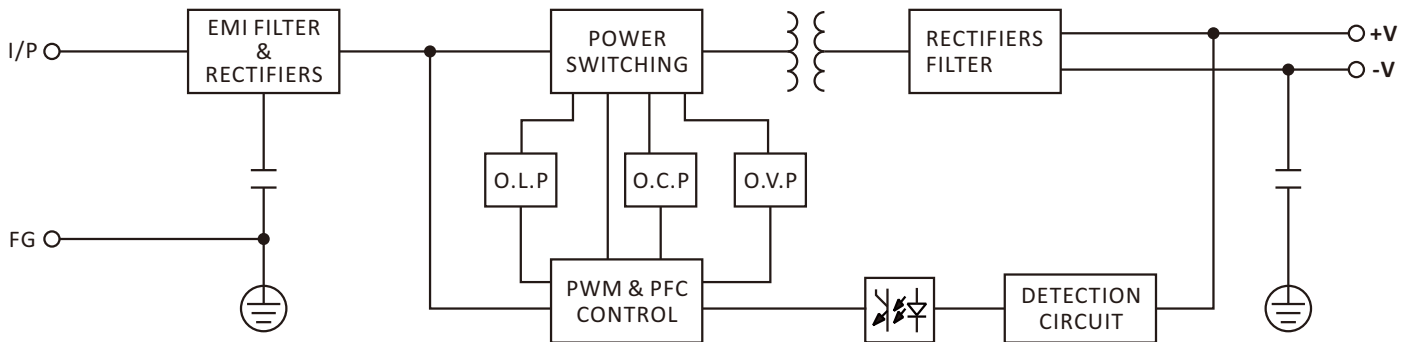 I/P
EMI FILTER
&
RECTIFIERS
POWER
SWITCHING
RECTIFIERS
FILTER
+V
-V
O.L.P
O.C.P
O.V.P
FG
PWM & PFC
CONTROL
DETECTION
CIRCUIT